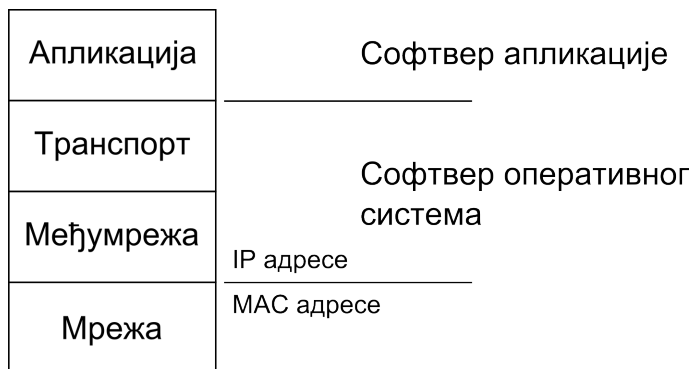 Апликација
Софтвер апликације
Транспорт
Софтвер оперативног
система
Међумрежа
IP адресе
MAC адресе
Мрежа